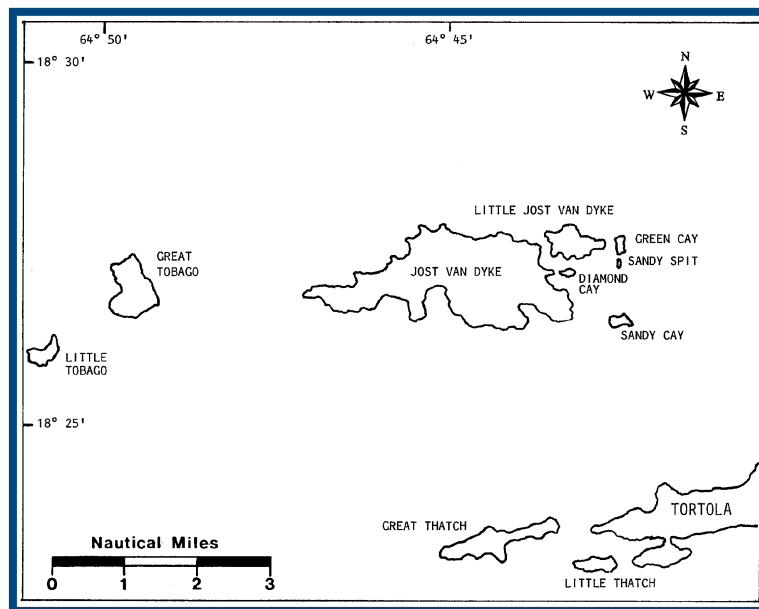 64° 50'
64° 45'
18° 30'
N
W E
S
LITTLE JOST VAN DYKE
GREEN CAY
GREAT
TOBAGO
SANDY SPIT
JOST VAN DYKE
DIAMOND
CAY
SANDY CAY
LITTLE
TOBAGO
18° 25'
TORTOLA
GREAT THATCH
Nautical Miles
0 1 2 3
LITTLE THATCH